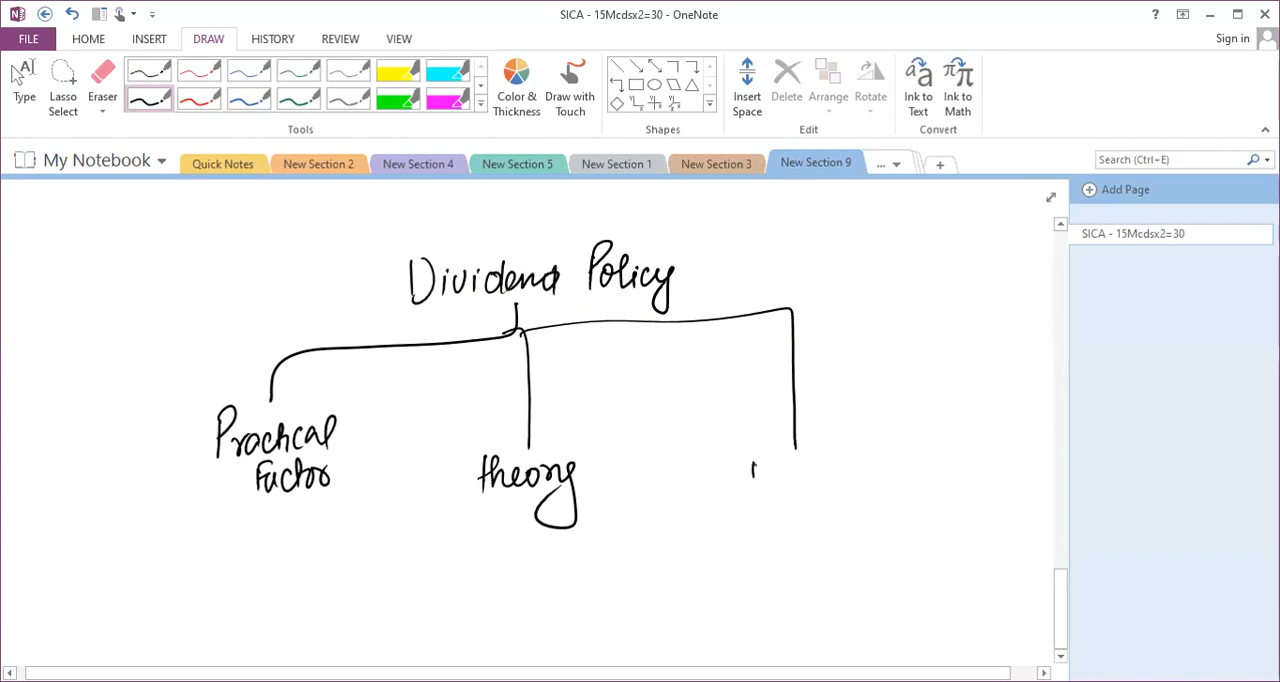 SICA - 15Mcdsx2=30 - OneNote
?
FILE HOME INSERT DRAW HISTORY REVIEW VIEW
Sign in
Type
Lasso Select
Eraser
Color & Thickness
Draw with Touch
Insert Space
Delete
Arrange
Rotate
Ink to Text
Ink to Math
Tools
Shapes
Edit
Convert
My Notebook
Quick Notes
New Section 2
New Section 4
New Section 5
New Section 1
New Section 3
New Section 9
...
Search (Ctrl+E)
Add Page
SICA - 15Mcdsx2=30
Dividend Policy
Practical
Factor
theory